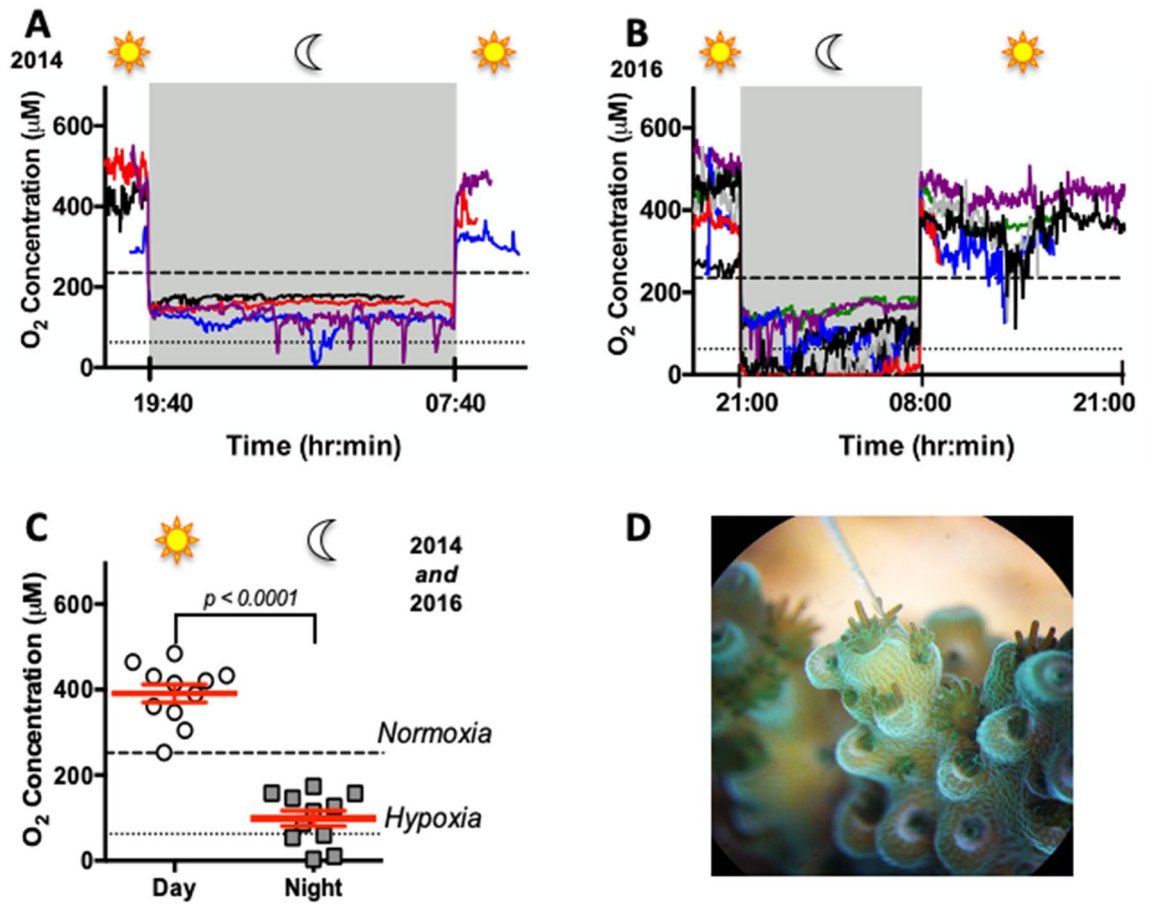 A
2014
O2 Concentration (µM)
600
400
200
0
19:40
07:40
Time (hr:min)
B
2016
O2 Concentration (µM)
600
400
200
0
21:00
08:00
21:00
Time (hr:min)
C
2014
and
2016
p < 0.0001
O2 Concentration (µM)
600
400
200
0
Normoxia
Hypoxia
Day
Night
D